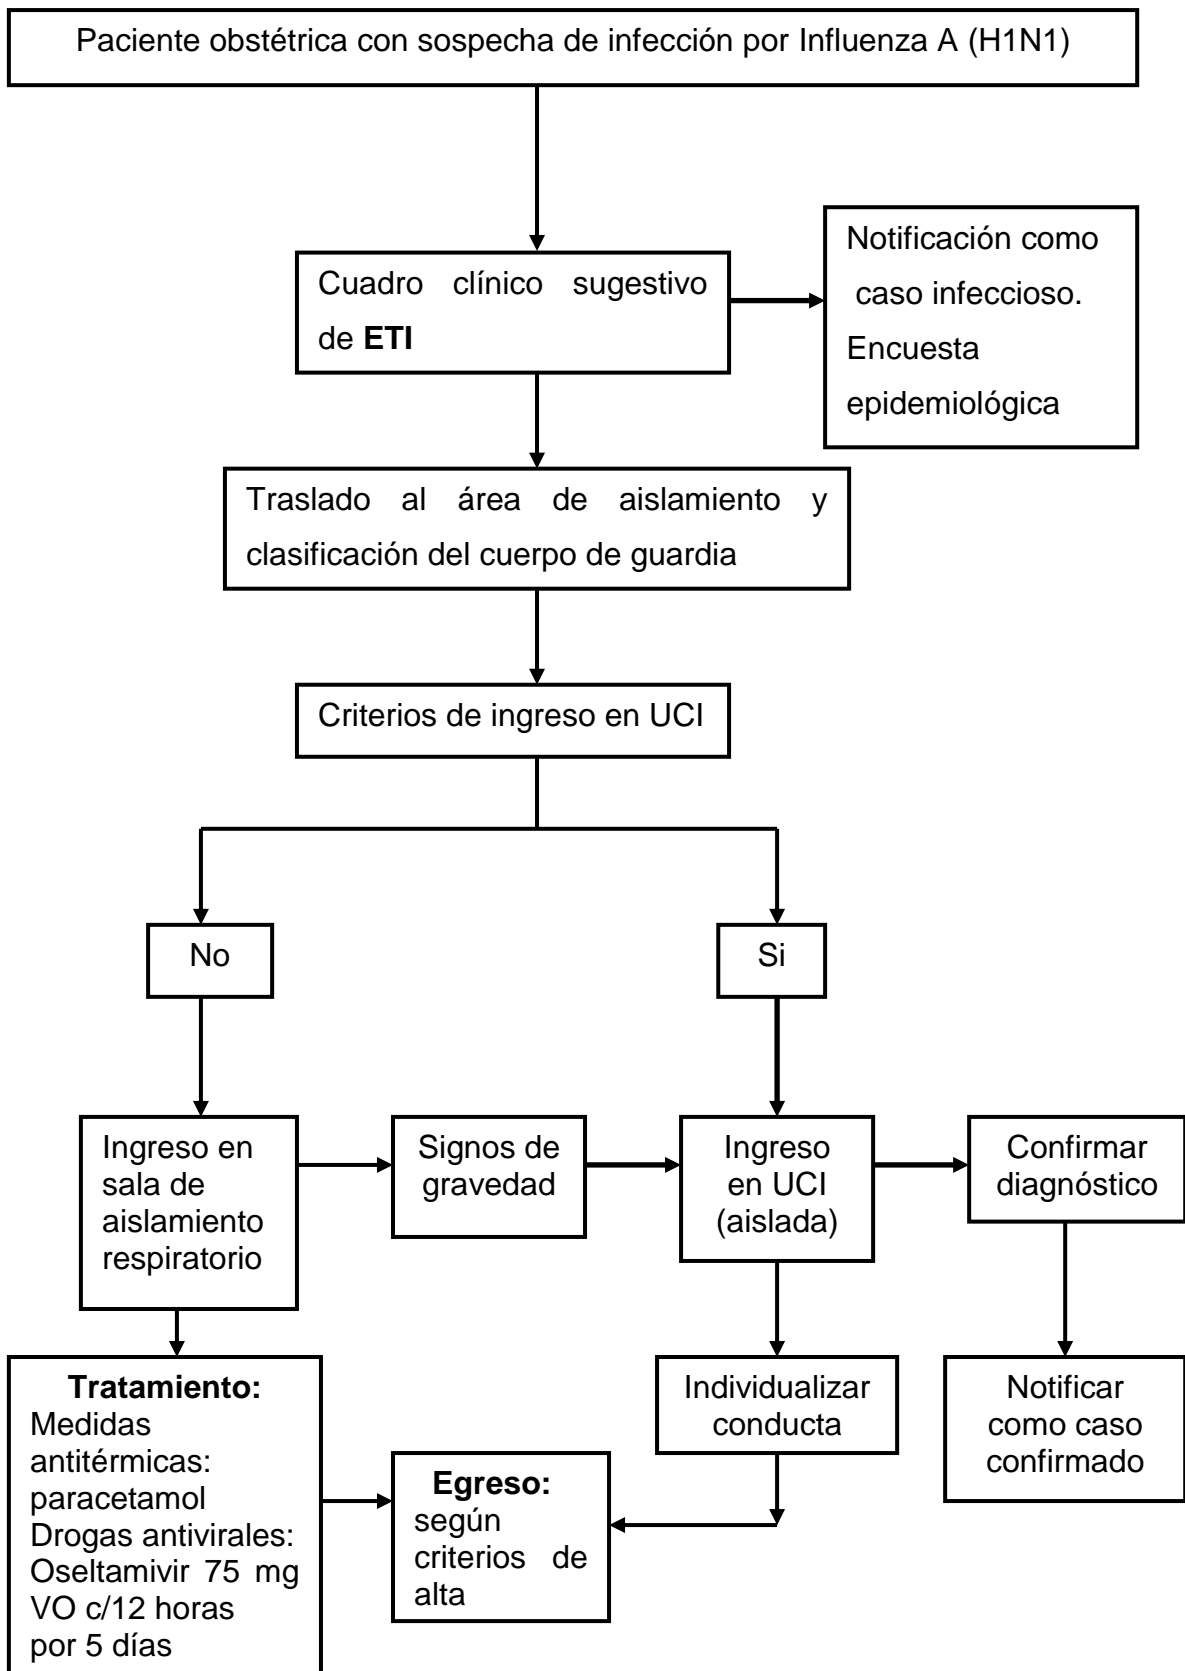 Paciente obstétrica con sospecha de infección por Influenza A (H1N1)
Cuadro clínico sugestivo
de ETI
Notificación como
caso infeccioso.
Encuesta
epidemiológica
Traslado al área de aislamiento y
clasificación del cuerpo de guardia
Criterios de ingreso en UCI
No
Si
Ingreso en
sala de
aislamiento
respiratorio
Signos de
gravedad
Ingreso
en UCI
(aislada)
Confirmar
diagnóstico
Tratamiento:
Medidas
antitérmicas:
paracetamol
Drogas antivirales:
Oseltamivir 75 mg
VO c/12 horas
por 5 días
Egreso:
según
criterios de
alta
Individualizar
conducta
Notificar
como caso
confirmado